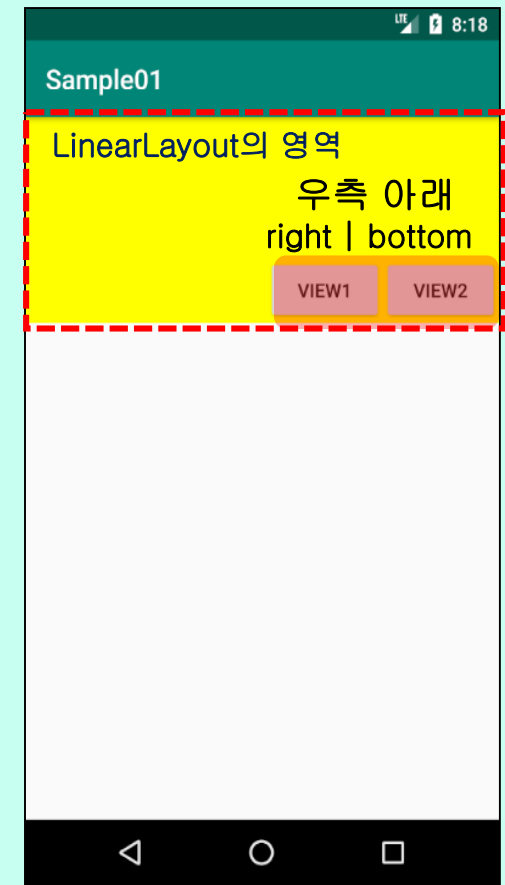 LTE 8:18
Sample01
LinearLayout의 영역
우측 아래
right | bottom
VIEW1 VIEW2